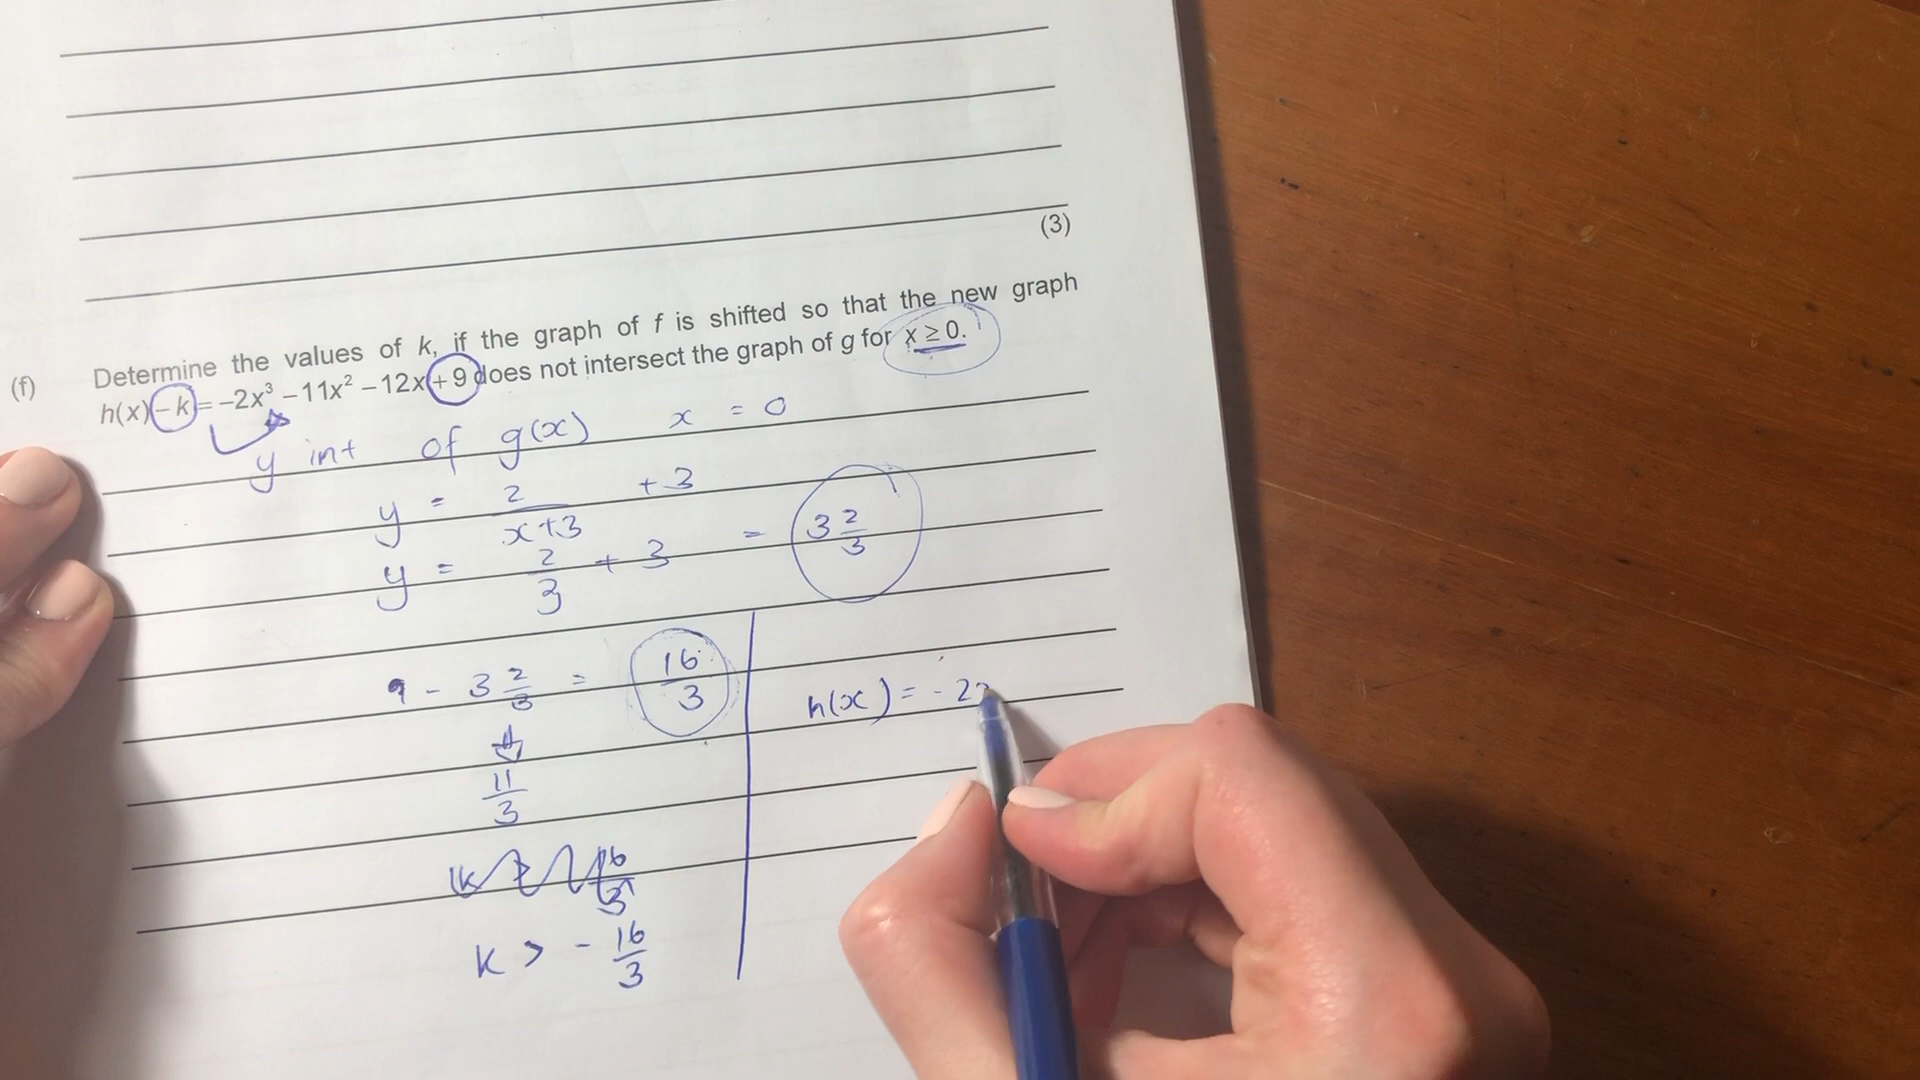 (3)
(f) Determine the values of k, if the graph of f is shifted so that the new graph
h(x) − k = −2x³ − 11x² − 12x + 9 does not intersect the graph of g for x ≥ 0.
y int of g(x) x = 0
y = 2/(x+3) + 3
y = 2/3 + 3 = 3 2/3
9 - 3 2/3 = 16/3
11/3
k > - 16/3
h(x) = - 2